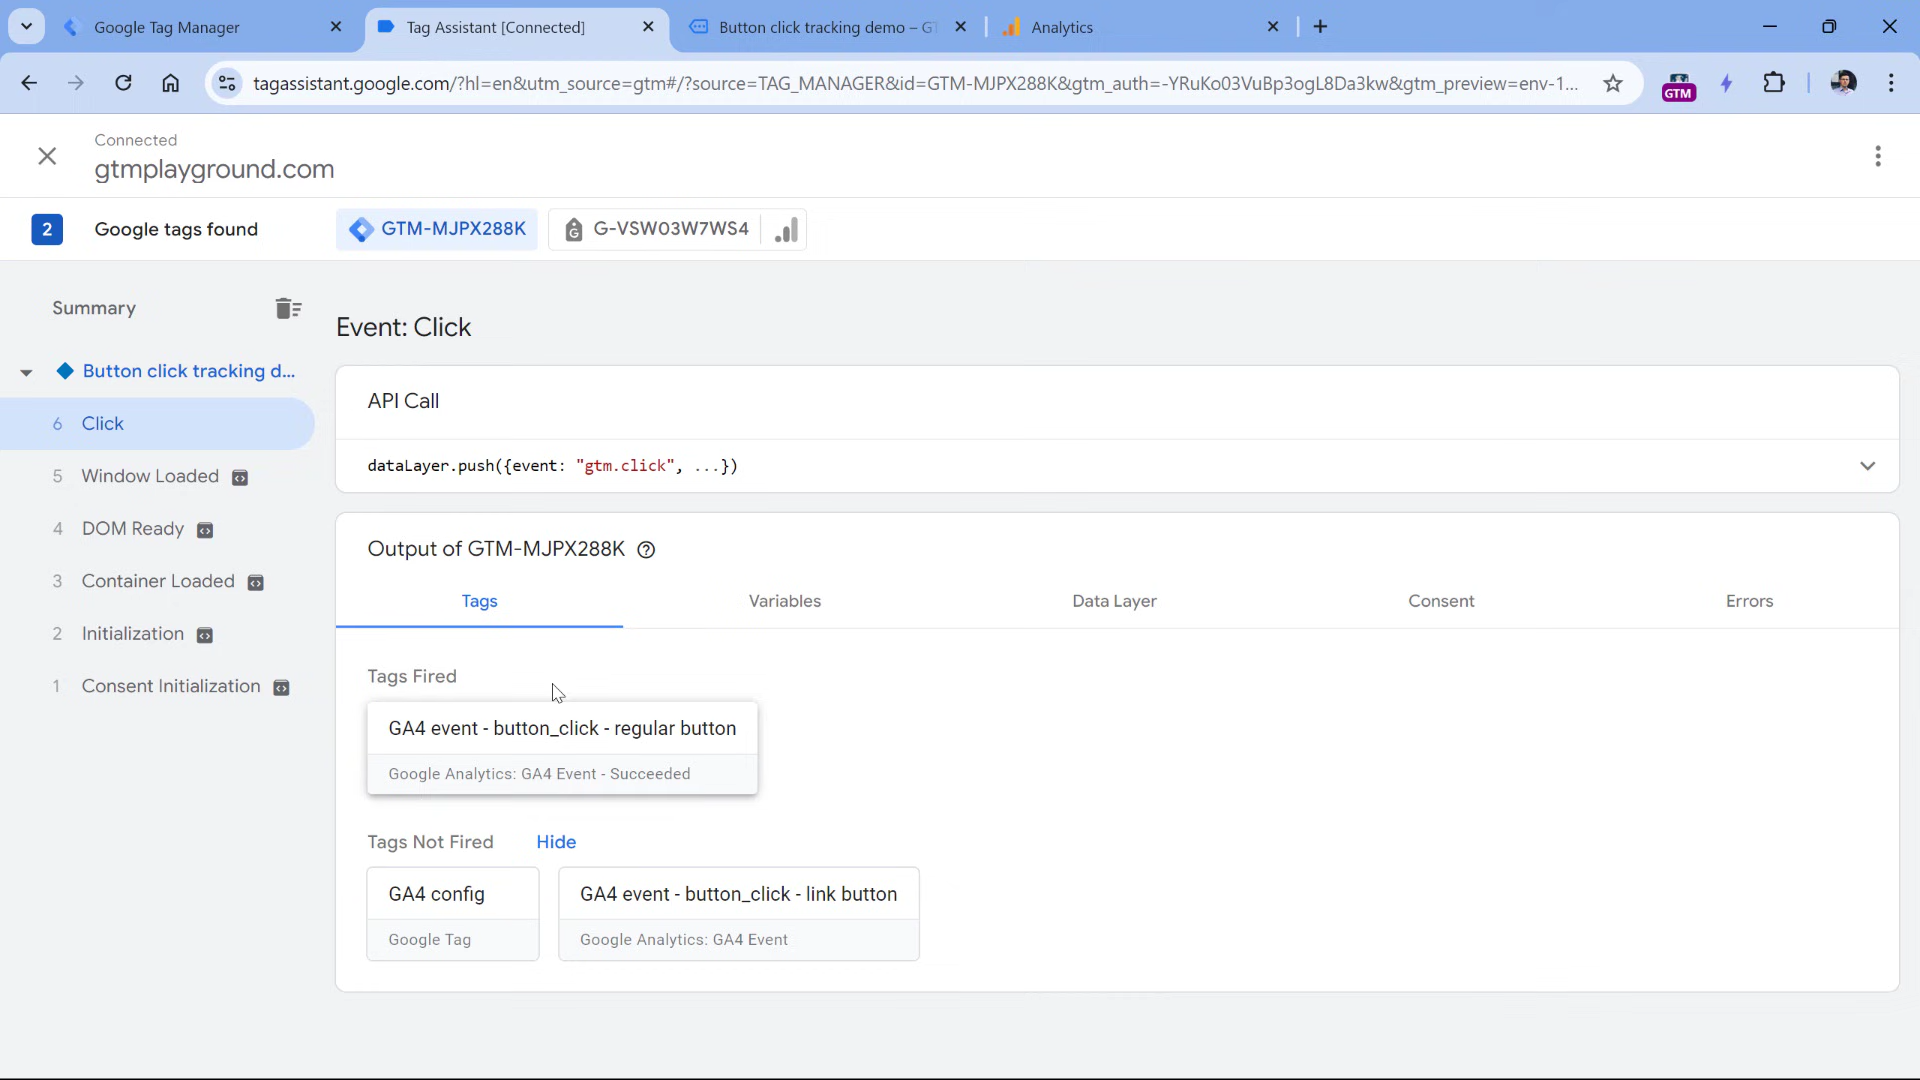 Google Tag Manager
Tag Assistant [Connected]
Button click tracking demo – GT
Analytics
tagassistant.google.com/?hl=en&utm_source=gtm#/?source=TAG_MANAGER&id=GTM-MJPX288K&gtm_auth=-YRuKo03VuBp3ogL8Da3kw&gtm_preview=env-1...
GTM
Connected
gtmplayground.com
2
Google tags found
GTM-MJPX288K
G-VSW03W7WS4
Summary
Button click tracking d...
6 Click
5 Window Loaded
4 DOM Ready
3 Container Loaded
2 Initialization
1 Consent Initialization
Event: Click
API Call
dataLayer.push({event: "gtm.click", ...})
Output of GTM-MJPX288K
Tags
Variables
Data Layer
Consent
Errors
Tags Fired
GA4 event - button_click - regular button
Google Analytics: GA4 Event - Succeeded
Tags Not Fired
Hide
GA4 config
Google Tag
GA4 event - button_click - link button
Google Analytics: GA4 Event